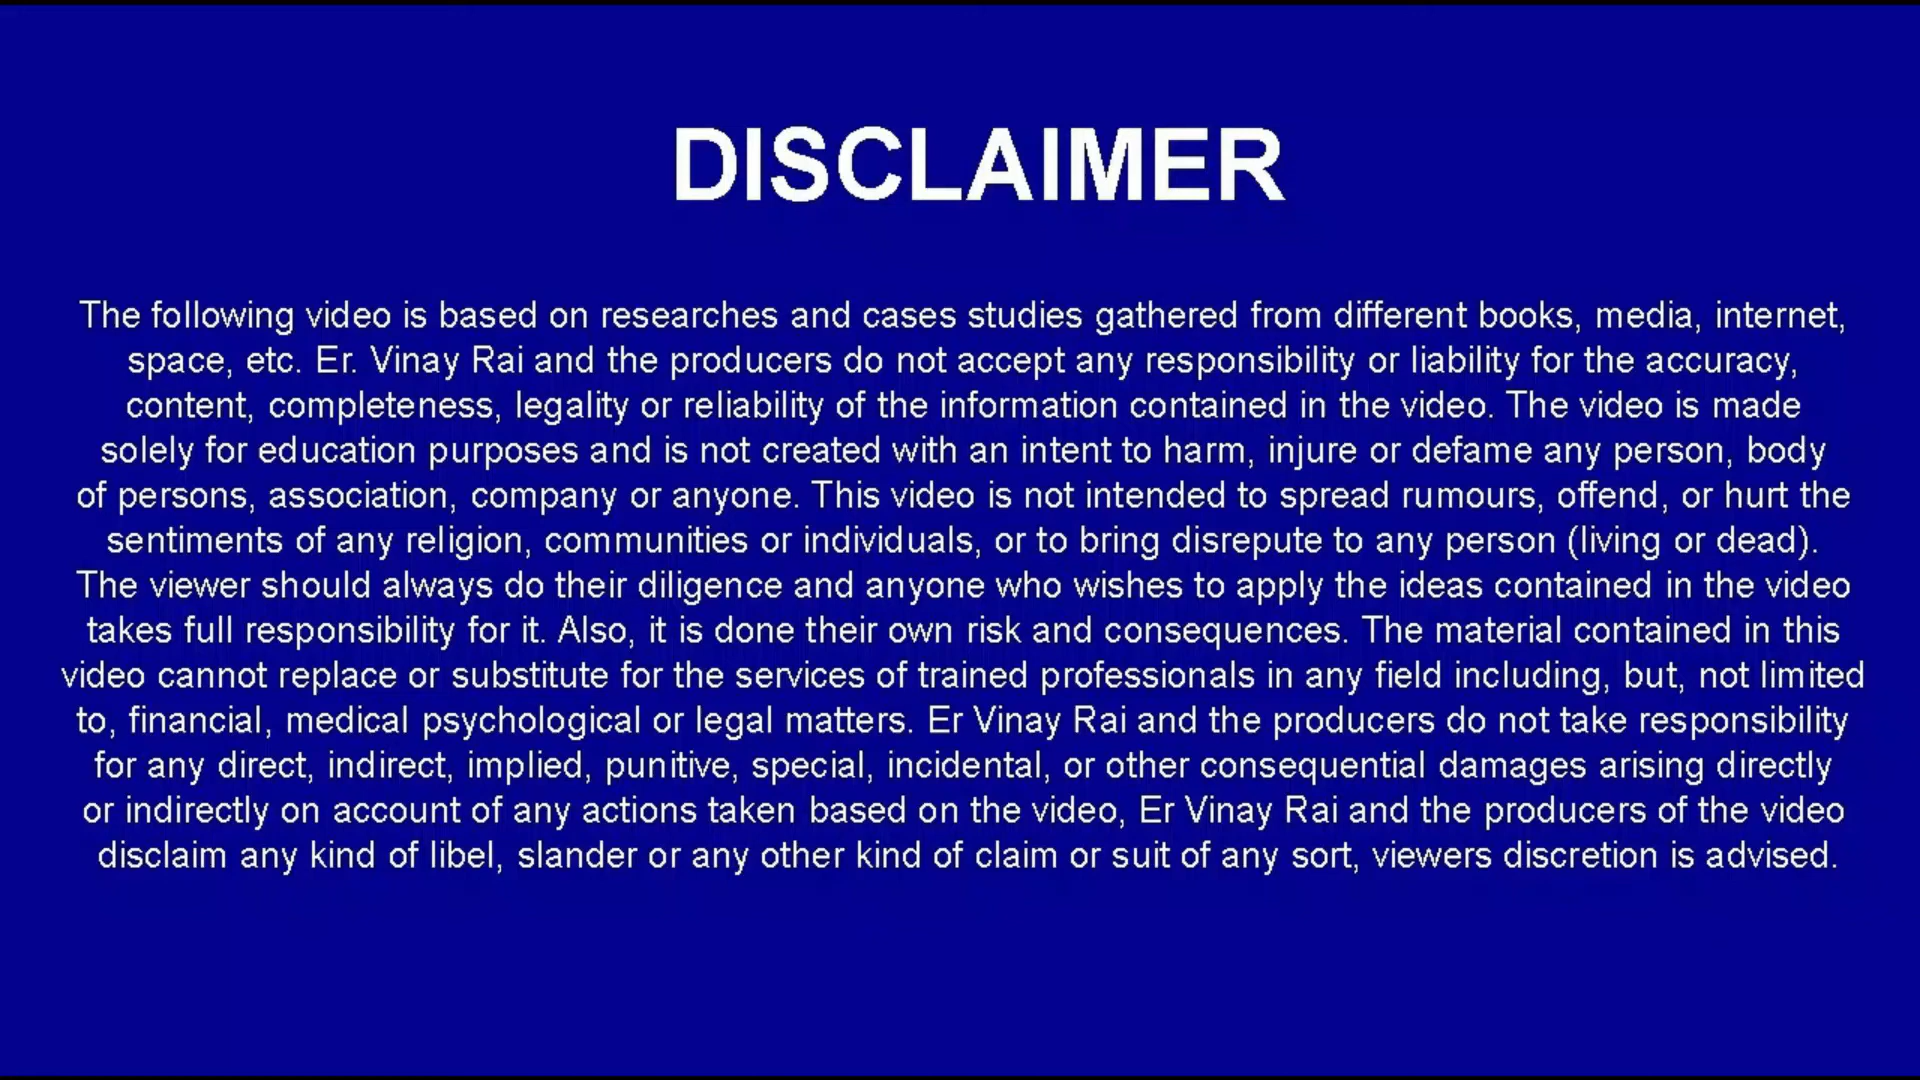 DISCLAIMER
The following video is based on researches and cases studies gathered from different books, media, internet,
space, etc. Er. Vinay Rai and the producers do not accept any responsibility or liability for the accuracy,
content, completeness, legality or reliability of the information contained in the video. The video is made
solely for education purposes and is not created with an intent to harm, injure or defame any person, body
of persons, association, company or anyone. This video is not intended to spread rumours, offend, or hurt the
sentiments of any religion, communities or individuals, or to bring disrepute to any person (living or dead).
The viewer should always do their diligence and anyone who wishes to apply the ideas contained in the video
takes full responsibility for it. Also, it is done their own risk and consequences. The material contained in this
video cannot replace or substitute for the services of trained professionals in any field including, but, not limited
to, financial, medical psychological or legal matters. Er Vinay Rai and the producers do not take responsibility
for any direct, indirect, implied, punitive, special, incidental, or other consequential damages arising directly
or indirectly on account of any actions taken based on the video, Er Vinay Rai and the producers of the video
disclaim any kind of libel, slander or any other kind of claim or suit of any sort, viewers discretion is advised.